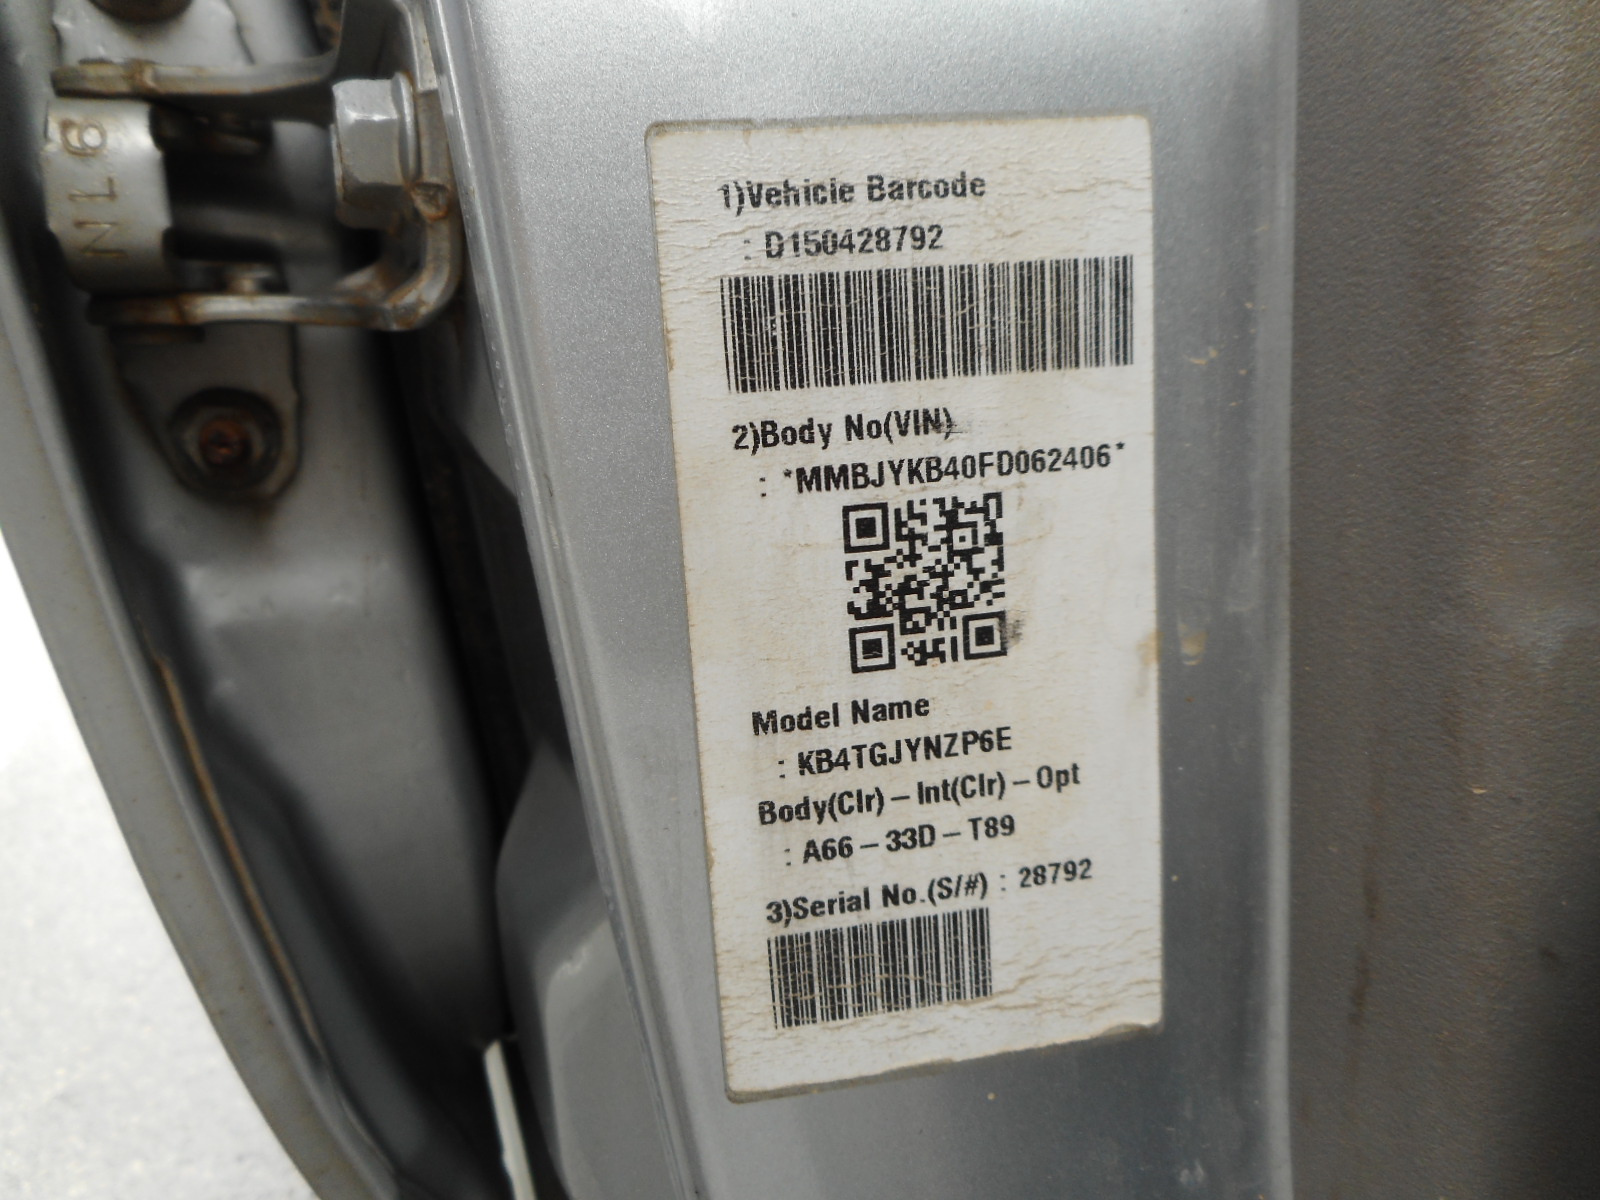 NL6
1)Vehicle Barcode
: D150428792
2)Body No(VIN)
: *MMBJYKB40FD062406*
Model Name
: KB4TGJYNZP6E
Body(Clr) – Int(Clr) – Opt
: A66 – 33D – T89
3)Serial No.(S/#) : 28792